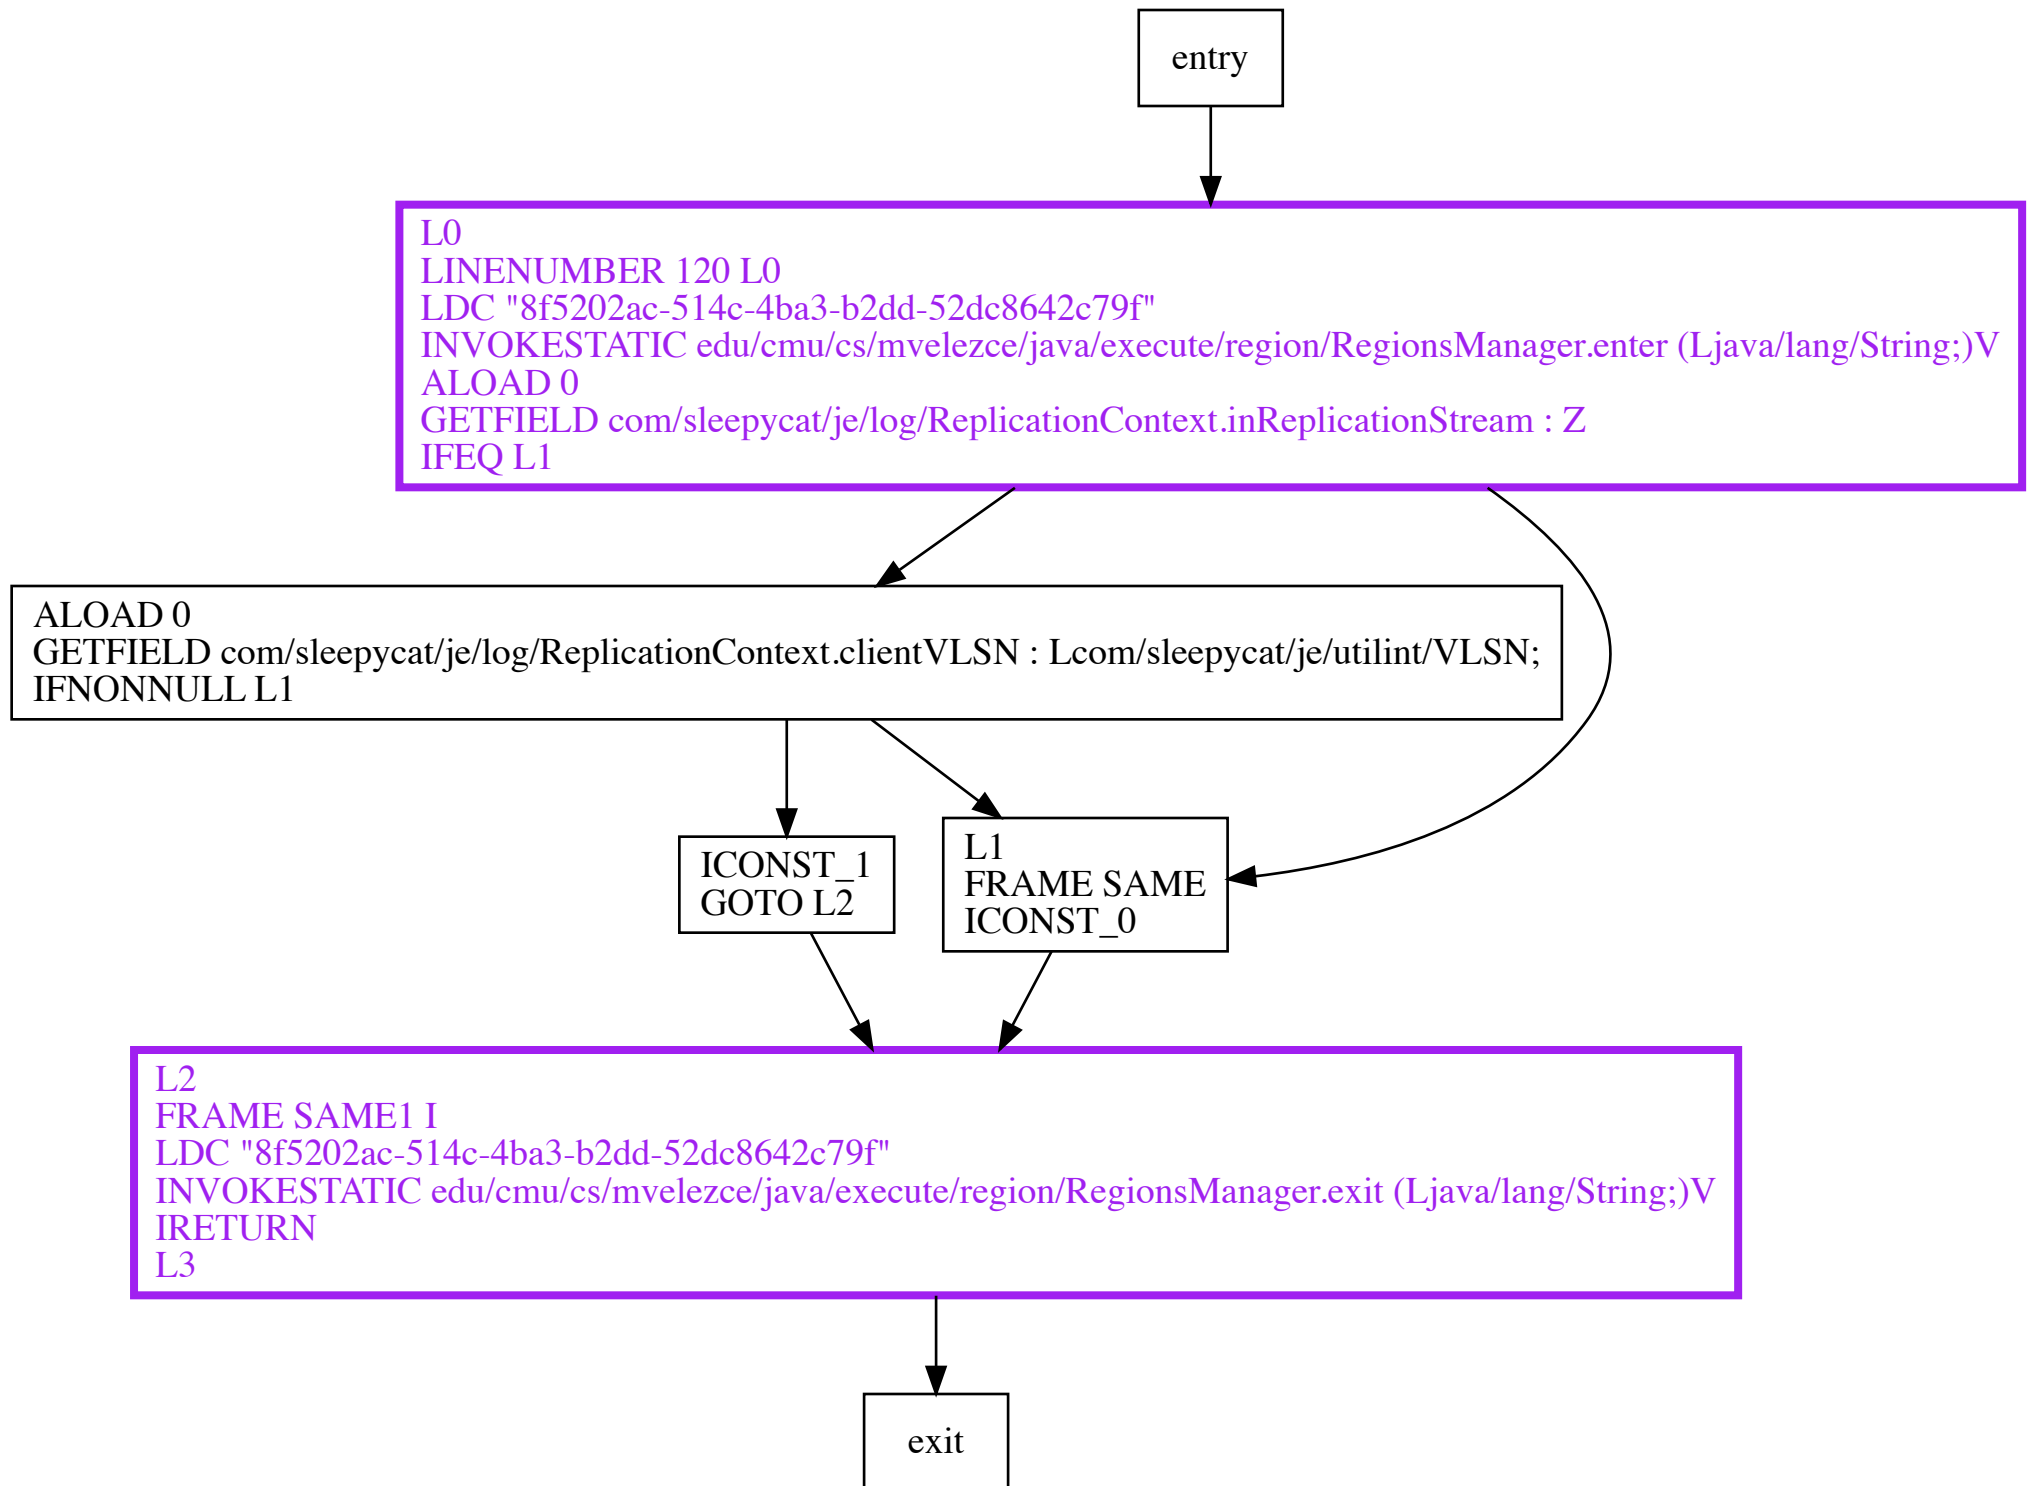 entry
L0
LINENUMBER 120 L0
LDC "8f5202ac-514c-4ba3-b2dd-52dc8642c79f"
INVOKESTATIC edu/cmu/cs/mvelezce/java/execute/region/RegionsManager.enter (Ljava/lang/String;)V
ALOAD 0
GETFIELD com/sleepycat/je/log/ReplicationContext.inReplicationStream : Z
IFEQ L1
ALOAD 0
GETFIELD com/sleepycat/je/log/ReplicationContext.clientVLSN : Lcom/sleepycat/je/utilint/VLSN;
IFNONNULL L1
ICONST_1
GOTO L2
L1
FRAME SAME
ICONST_0
L2
FRAME SAME1 I
LDC "8f5202ac-514c-4ba3-b2dd-52dc8642c79f"
INVOKESTATIC edu/cmu/cs/mvelezce/java/execute/region/RegionsManager.exit (Ljava/lang/String;)V
IRETURN
L3
exit